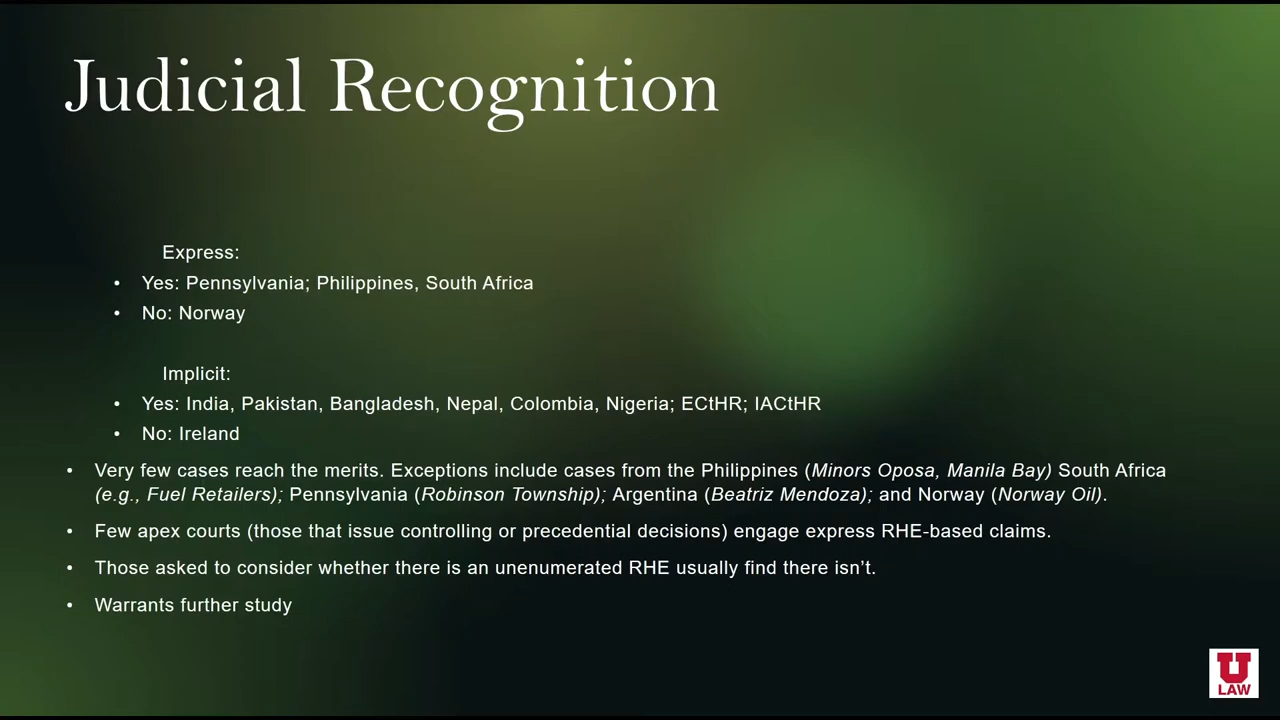 Judicial Recognition
Express:
• Yes: Pennsylvania; Philippines, South Africa
• No: Norway
Implicit:
• Yes: India, Pakistan, Bangladesh, Nepal, Colombia, Nigeria; ECtHR; IACtHR
• No: Ireland
• Very few cases reach the merits. Exceptions include cases from the Philippines (Minors Oposa, Manila Bay) South Africa
(e.g., Fuel Retailers); Pennsylvania (Robinson Township); Argentina (Beatriz Mendoza); and Norway (Norway Oil).
• Few apex courts (those that issue controlling or precedential decisions) engage express RHE-based claims.
• Those asked to consider whether there is an unenumerated RHE usually find there isn’t.
• Warrants further study
U
LAW